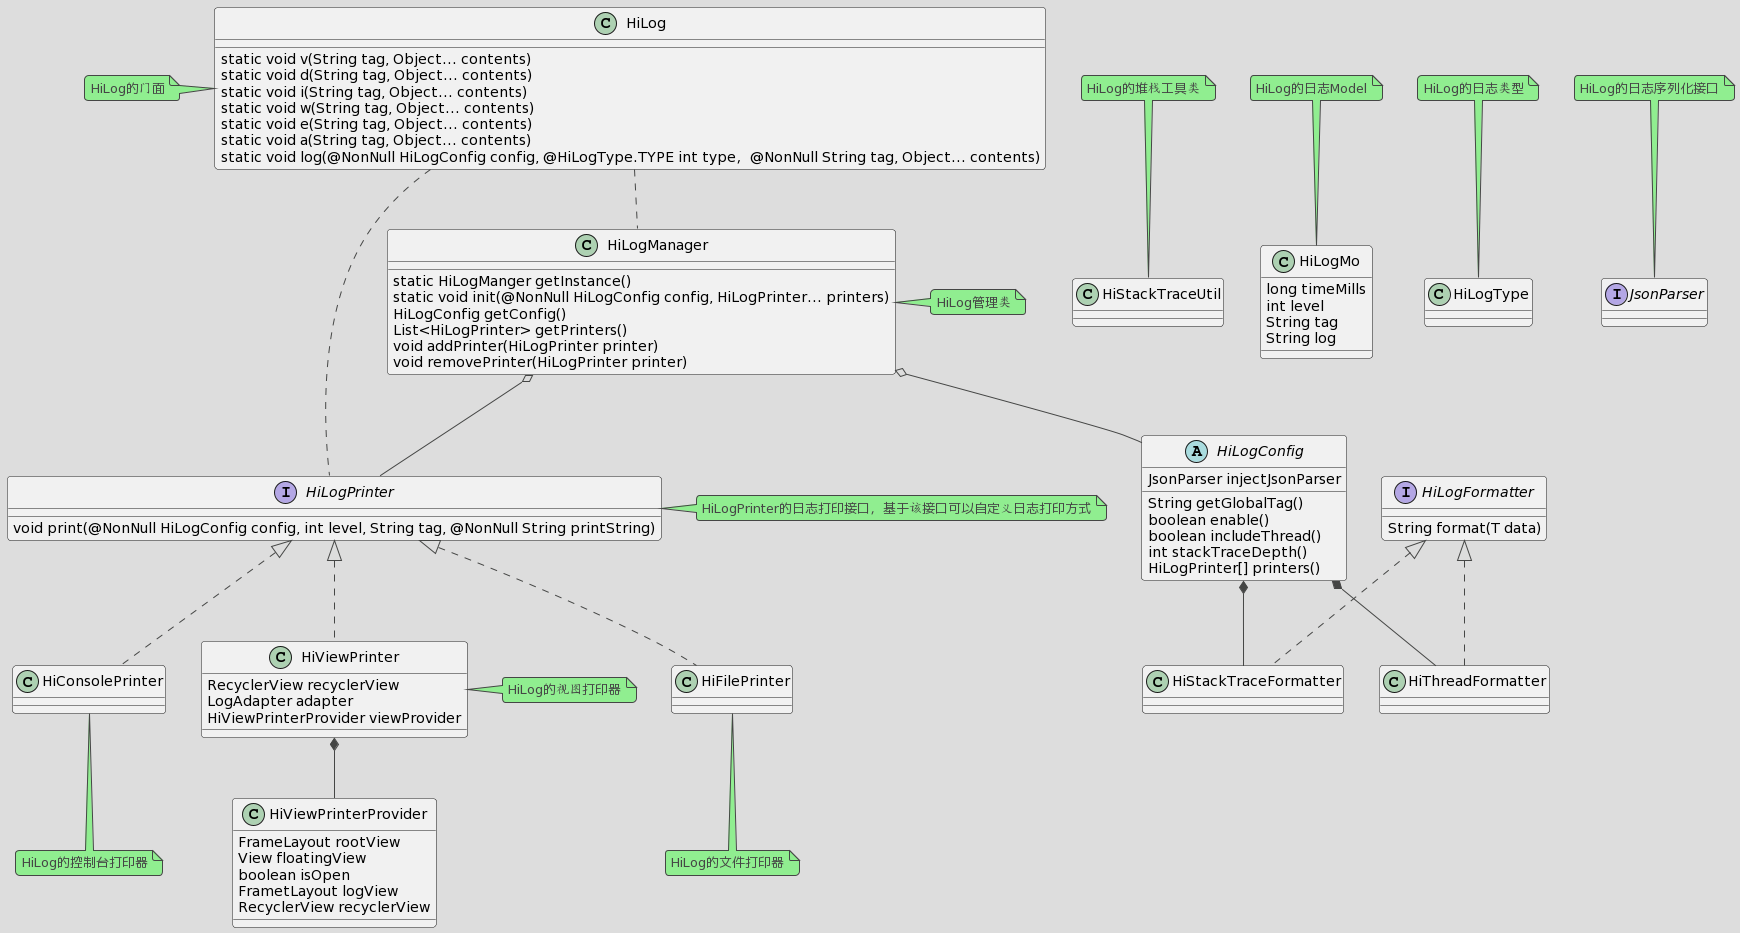 C HiLog
static void v(String tag, Object... contents)
static void d(String tag, Object... contents)
static void i(String tag, Object... contents)
static void w(String tag, Object... contents)
static void e(String tag, Object... contents)
static void a(String tag, Object... contents)
static void log(@NonNull HiLogConfig config, @HiLogType.TYPE int type，@NonNull String tag, Object... contents)
HiLog的门面
HiLog的堆栈工具类
HiLog的日志Model
HiLog的日志类型
HiLog的日志序列化接口
C HiLogManager
static HiLogManger getInstance()
static void init(@NonNull HiLogConfig config, HiLogPrinter... printers)
HiLogConfig getConfig()
List<HiLogPrinter> getPrinters()
void addPrinter(HiLogPrinter printer)
void removePrinter(HiLogPrinter printer)
HiLog管理类
C HiStackTraceUtil
C HiLogMo
long timeMills
int level
String tag
String log
C HiLogType
I JsonParser
I HiLogPrinter
void print(@NonNull HiLogConfig config, int level, String tag, @NonNull String printString)
HiLogPrinter的日志打印接口，基于该接口可以自定义日志打印方式
A HiLogConfig
JsonParser injectJsonParser
String getGlobalTag()
boolean enable()
boolean includeThread()
int stackTraceDepth()
HiLogPrinter[] printers()
I HiLogFormatter
String format(T data)
C HiConsolePrinter
C HiViewPrinter
RecyclerView recyclerView
LogAdapter adapter
HiViewPrinterProvider viewProvider
HiLog的视图打印器
C HiFilePrinter
C HiStackTraceFormatter
C HiThreadFormatter
C HiViewPrinterProvider
FrameLayout rootView
View floatingView
boolean isOpen
FrametLayout logView
RecyclerView recyclerView
HiLog的控制台打印器
HiLog的文件打印器